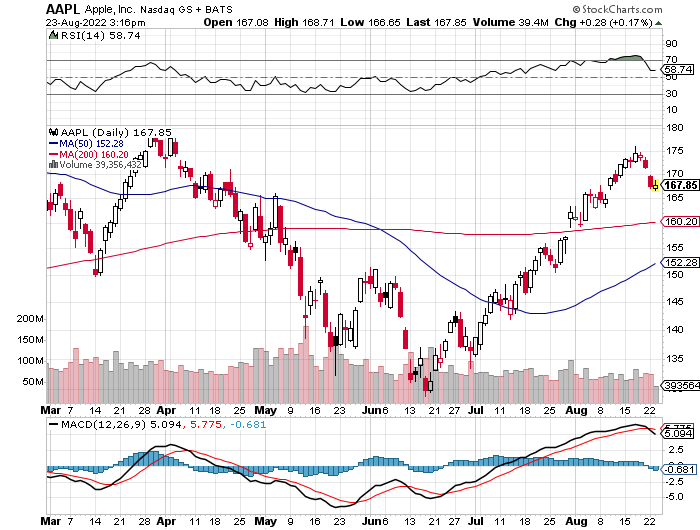 AAPL Apple, Inc. Nasdaq GS + BATS
© StockCharts.com
23-Aug-2022 3:16pm
Open 167.08 High 168.71 Low 166.65 Last 167.85 Volume 39.4M Chg +0.28 (+0.17%)
RSI(14) 58.74
90
70
58.74
50
30
10
AAPL (Daily) 167.85
MA(50) 152.28
MA(200) 160.20
Volume 39,356,432
180
175
170
167.85
165
160.20
155
152.28
150
145
140
135
393564
200M
150M
100M
50M
Mar 7 14 21 28 Apr 11 18 25 May 9 16 23 Jun 6 13 21 27 Jul 11 18 25 Aug 8 15 22
MACD(12,26,9) 5.094, 5.775, -0.681
5.775
5.094
2.5
-0.681
-2.5
-5.0
Mar 7 14 21 28 Apr 11 18 25 May 9 16 23 Jun 6 13 21 27 Jul 11 18 25 Aug 8 15 22